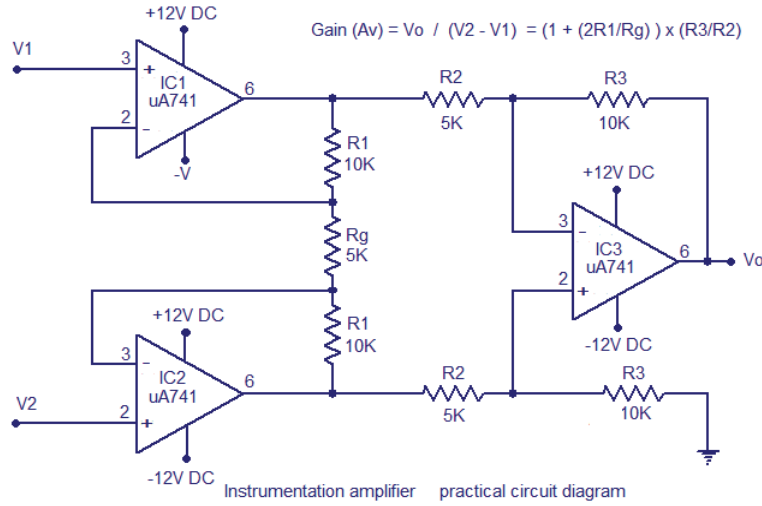 +12V DC
Gain (Av) = Vo / (V2 - V1) = (1 + (2R1/Rg) ) x (R3/R2)
V1
3
+
IC1
uA741
6
2
-
-V
R1
10K
R2
5K
R3
10K
Rg
5K
+12V DC
3
-
IC3
uA741
6
Vo
2
+
-12V DC
+12V DC
R1
10K
3
-
IC2
uA741
6
V2
2
+
-12V DC
R2
5K
R3
10K
Instrumentation amplifier practical circuit diagram